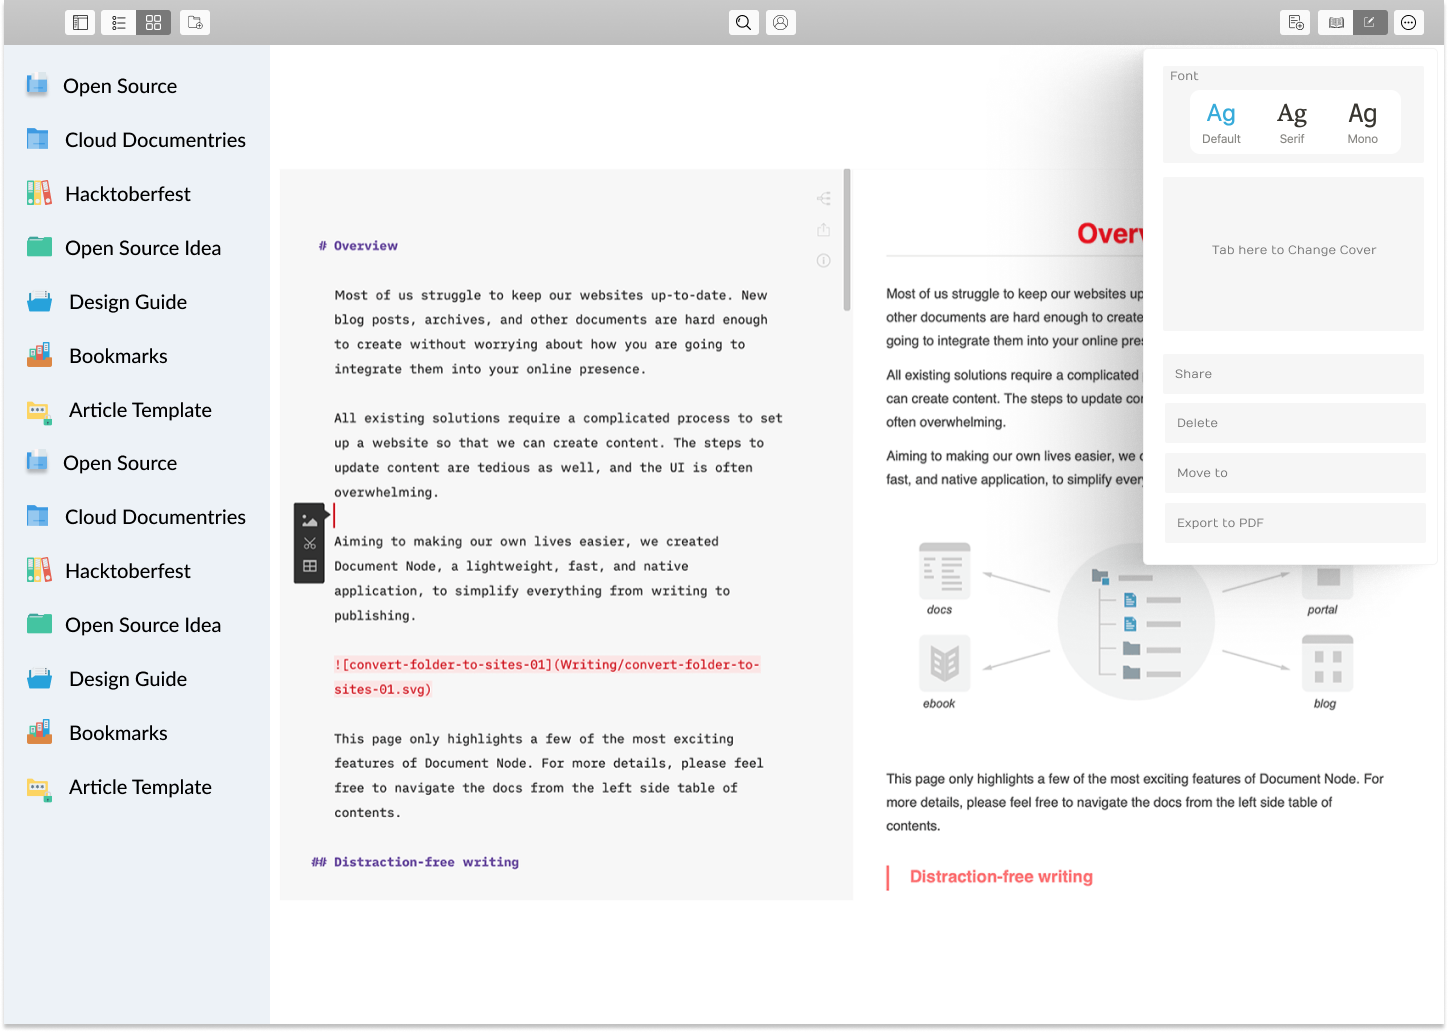 Open Source
Cloud Documentries
Hacktoberfest
Open Source Idea
Design Guide
Bookmarks
Article Template
Open Source
Cloud Documentries
Hacktoberfest
Open Source Idea
Design Guide
Bookmarks
Article Template
# Overview
Most of us struggle to keep our websites up-to-date. New
blog posts, archives, and other documents are hard enough
to create without worrying about how you are going to
integrate them into your online presence.
All existing solutions require a complicated process to set
up a website so that we can create content. The steps to
update content are tedious as well, and the UI is often
overwhelming.
Aiming to making our own lives easier, we created
Document Node, a lightweight, fast, and native
application, to simplify everything from writing to
publishing.
![convert-folder-to-sites-01](Writing/convert-folder-to-
sites-01.svg)
This page only highlights a few of the most exciting
features of Document Node. For more details, please feel
free to navigate the docs from the left side table of
contents.
## Distraction-free writing
Most of us struggle to keep our websites up
other documents are hard enough to create
going to integrate them into your online
All existing solutions require a complicated
can create content. The steps to update
often overwhelming.
Aiming to making our own lives easier, we
fast, and native application, to simplify
docs
ebook
portal
blog
This page only highlights a few of the most exciting features of Document Node. For
more details, please feel free to navigate the docs from the left side table of
contents.
Distraction-free writing
Font
Ag Ag Ag
Default Serif Mono
Tab here to Change Cover
Share
Delete
Move to
Export to PDF